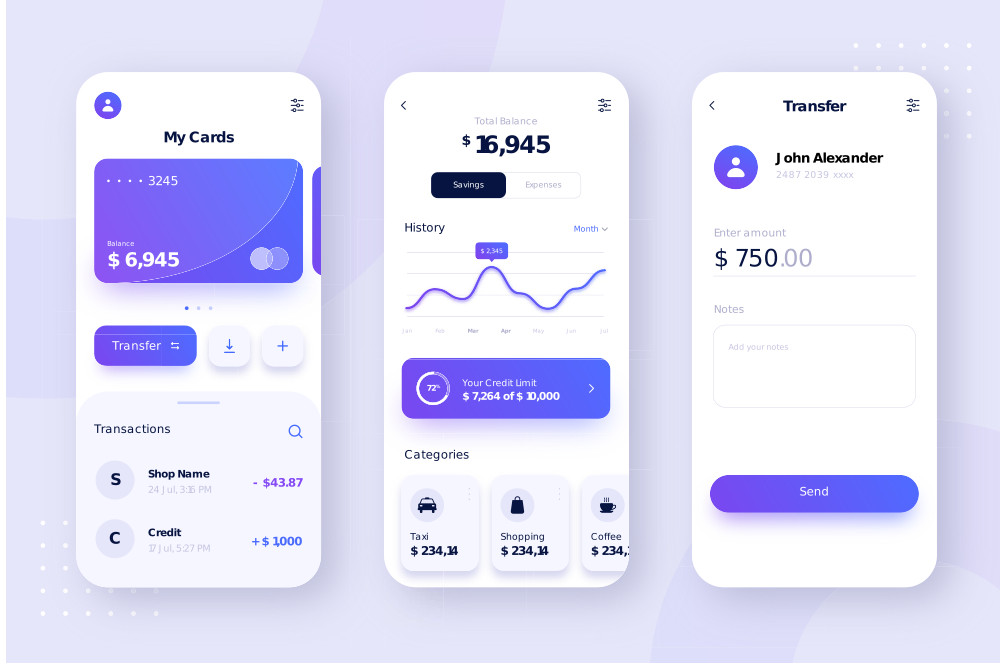 My Cards
• • • • 3245
Balance
$ 6,945
Transfer
Transactions
S
Shop Name
24 Jul, 3:16 PM
- $43.87
C
Credit
17 Jul, 5:27 PM
+ $ 1,000
Total Balance
$ 16,945
Savings
Expenses
History
Month
$ 2,345
Jan Feb Mar Apr May Jun Jul
72%
Your Credit Limit
$ 7,264 of $ 10,000
Categories
Taxi
$ 234,14
Shopping
$ 234,14
Coffee
$ 234,
Transfer
John Alexander
2487 2039 xxxx
Enter amount
$ 750.00
Notes
Add your notes
Send